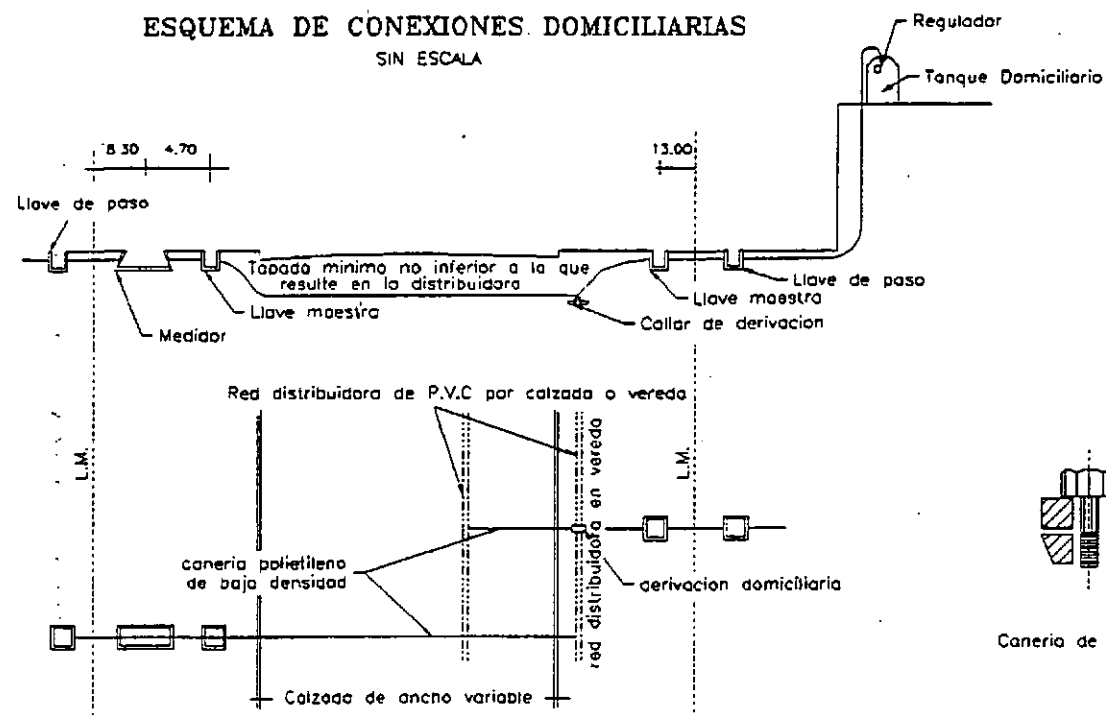 ESQUEMA DE CONEXIONES DOMICILIARIAS
SIN ESCALA
Regulador
Tanque Domiciliario
8.30 4.70
13.00
Llave de paso
Tapada minima no inferior a la que
resulte en la distribuidora
Llave de paso
Llave maestra
Llave maestra
Medidor
Collar de derivacion
Red distribuidora de P.V.C por calzada o vereda
L.M.
L.M.
red distribuidora en vereda
caneria polietileno
de baja densidad
derivacion domiciliaria
Caneria de
Calzada de ancho variable